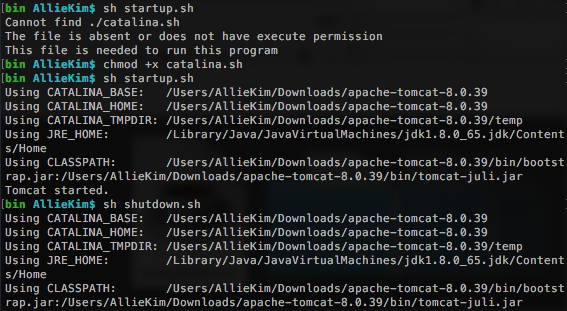 [bin AllieKim$ sh startup.sh
Cannot find ./catalina.sh
The file is absent or does not have execute permission
This file is needed to run this program
[bin AllieKim$ chmod +x catalina.sh
[bin AllieKim$ sh startup.sh
Using CATALINA_BASE:   /Users/AllieKim/Downloads/apache-tomcat-8.0.39
Using CATALINA_HOME:   /Users/AllieKim/Downloads/apache-tomcat-8.0.39
Using CATALINA_TMPDIR: /Users/AllieKim/Downloads/apache-tomcat-8.0.39/temp
Using JRE_HOME:        /Library/Java/JavaVirtualMachines/jdk1.8.0_65.jdk/Content
s/Home
Using CLASSPATH:       /Users/AllieKim/Downloads/apache-tomcat-8.0.39/bin/bootst
rap.jar:/Users/AllieKim/Downloads/apache-tomcat-8.0.39/bin/tomcat-juli.jar
Tomcat started.
[bin AllieKim$ sh shutdown.sh
Using CATALINA_BASE:   /Users/AllieKim/Downloads/apache-tomcat-8.0.39
Using CATALINA_HOME:   /Users/AllieKim/Downloads/apache-tomcat-8.0.39
Using CATALINA_TMPDIR: /Users/AllieKim/Downloads/apache-tomcat-8.0.39/temp
Using JRE_HOME:        /Library/Java/JavaVirtualMachines/jdk1.8.0_65.jdk/Content
s/Home
Using CLASSPATH:       /Users/AllieKim/Downloads/apache-tomcat-8.0.39/bin/bootst
rap.jar:/Users/AllieKim/Downloads/apache-tomcat-8.0.39/bin/tomcat-juli.jar